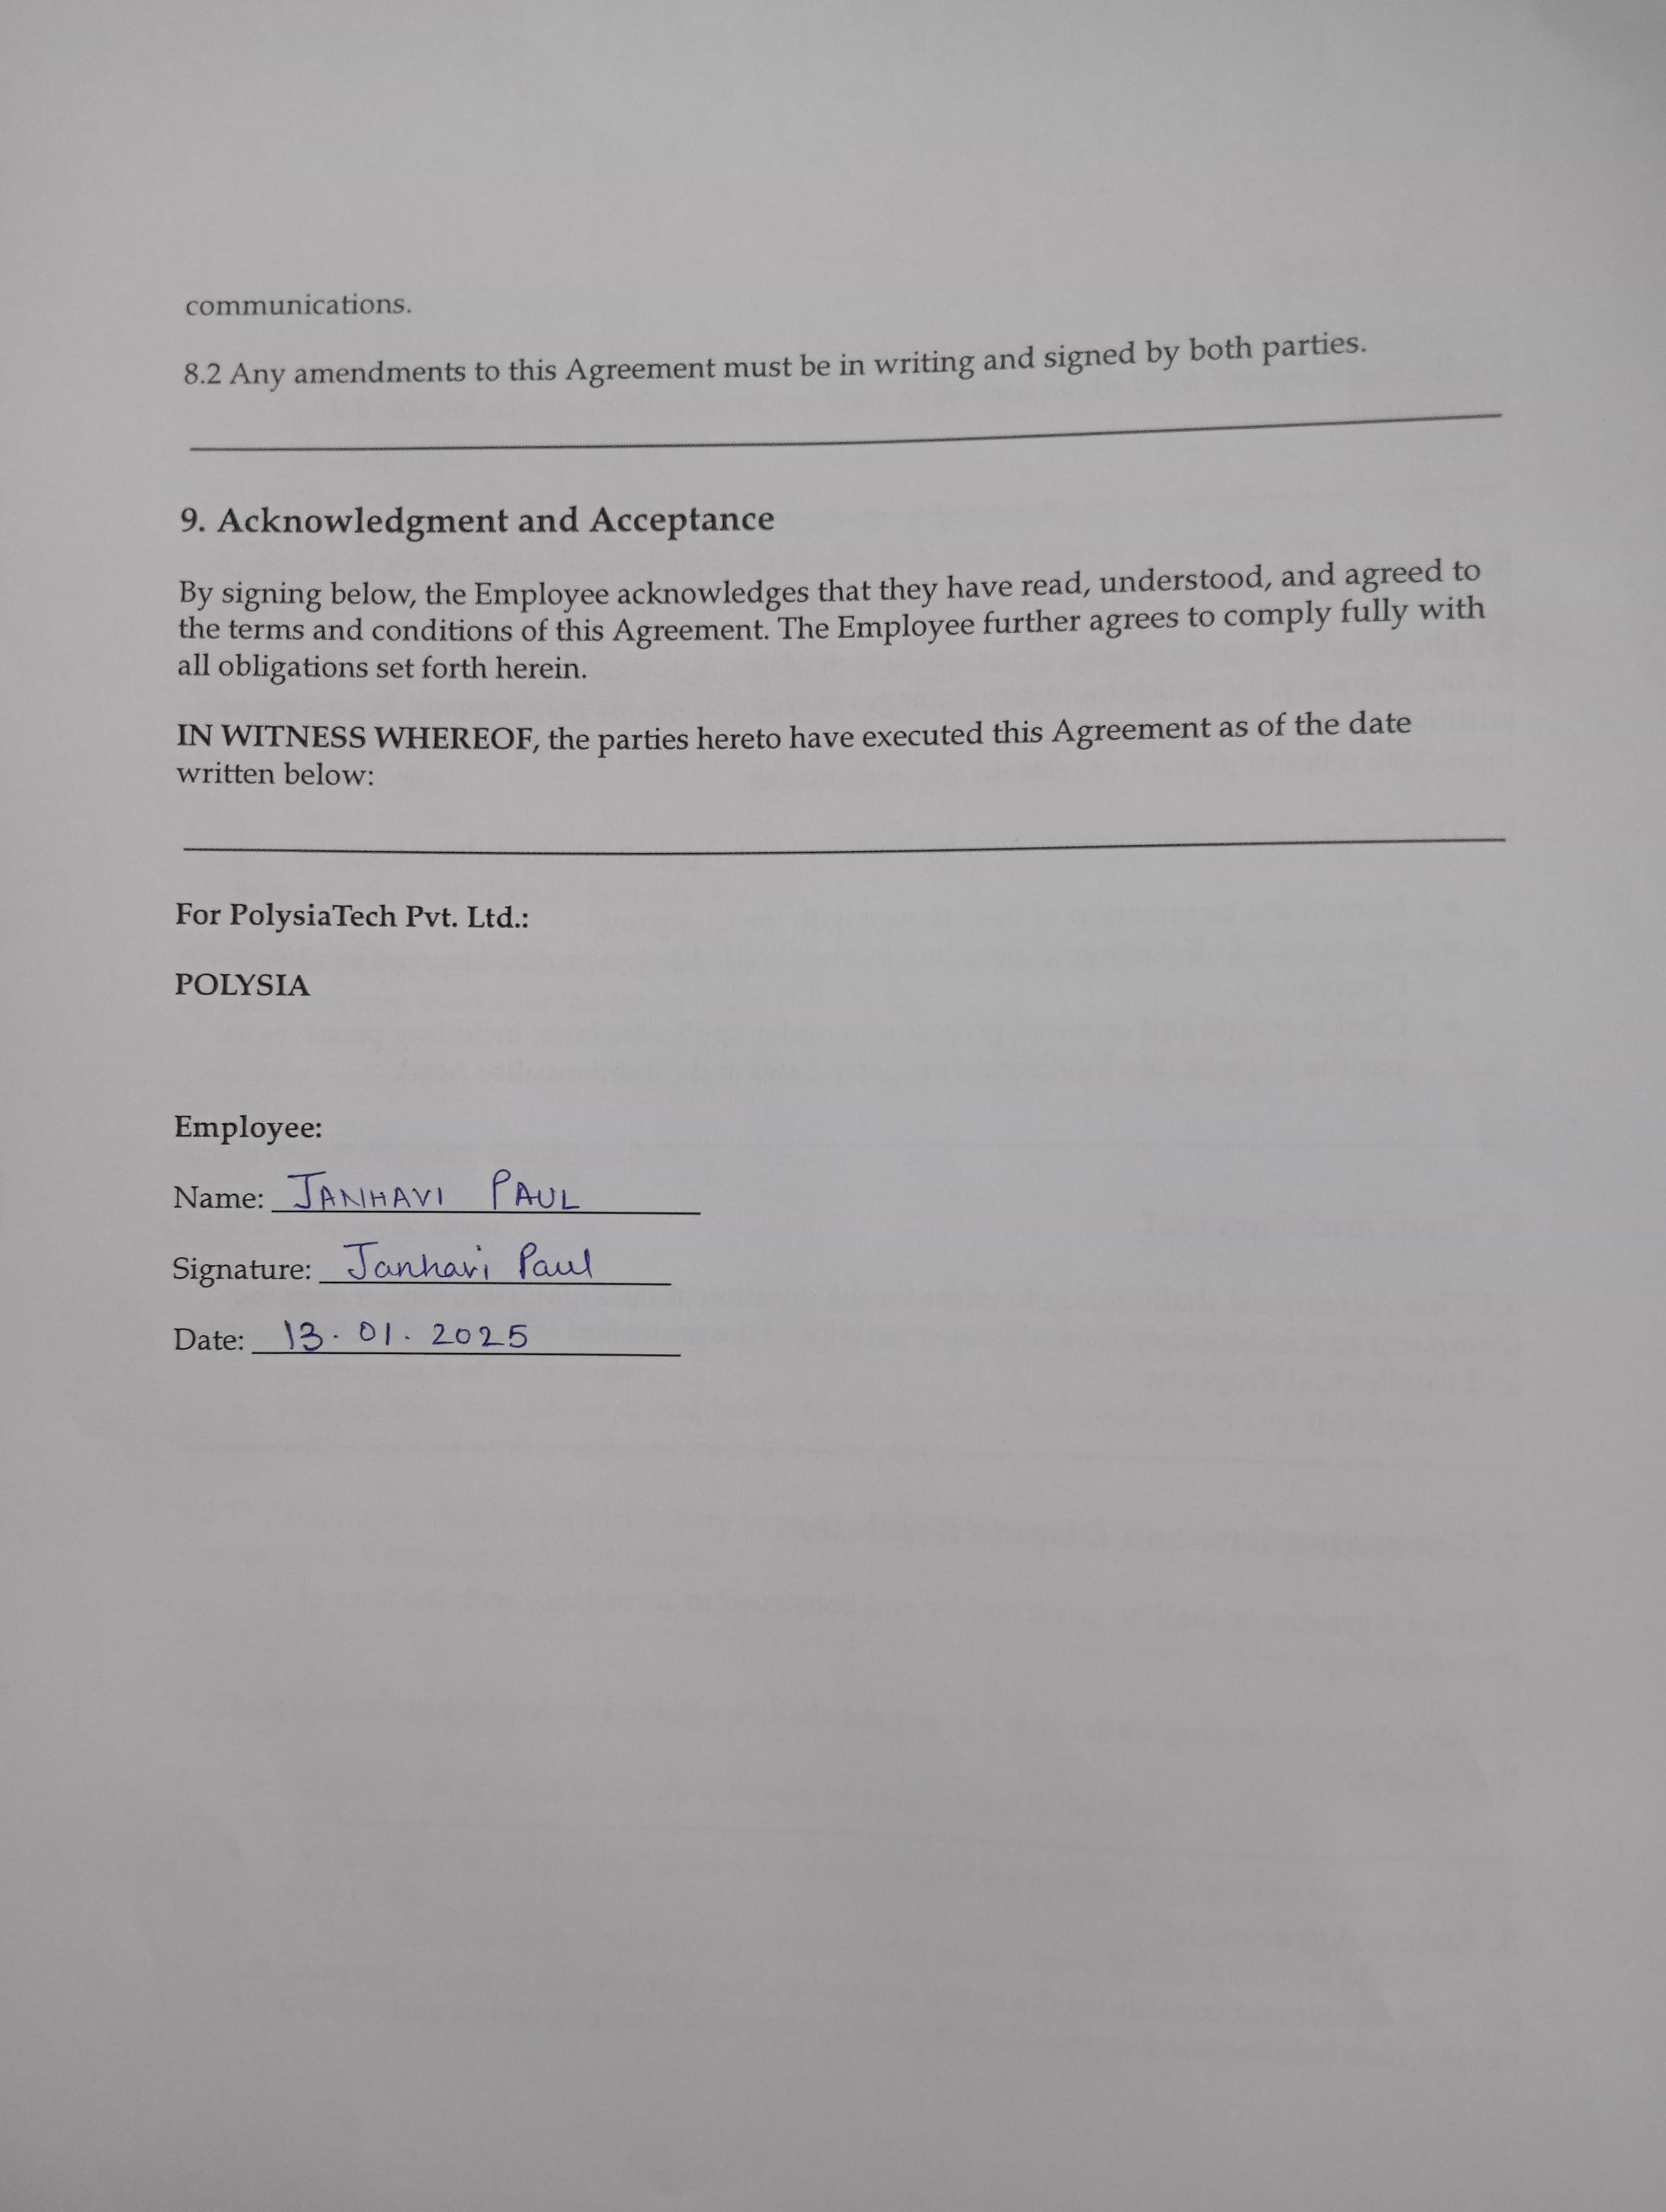 communications.
8.2 Any amendments to this Agreement must be in writing and signed by both parties.
9. Acknowledgment and Acceptance
By signing below, the Employee acknowledges that they have read, understood, and agreed to
the terms and conditions of this Agreement. The Employee further agrees to comply fully with
all obligations set forth herein.
IN WITNESS WHEREOF, the parties hereto have executed this Agreement as of the date
written below:
For PolysiaTech Pvt. Ltd.:
POLYSIA
Employee:
Name: JANHAVI PAUL
Signature: Janhavi Paul
Date: 13.01.2025